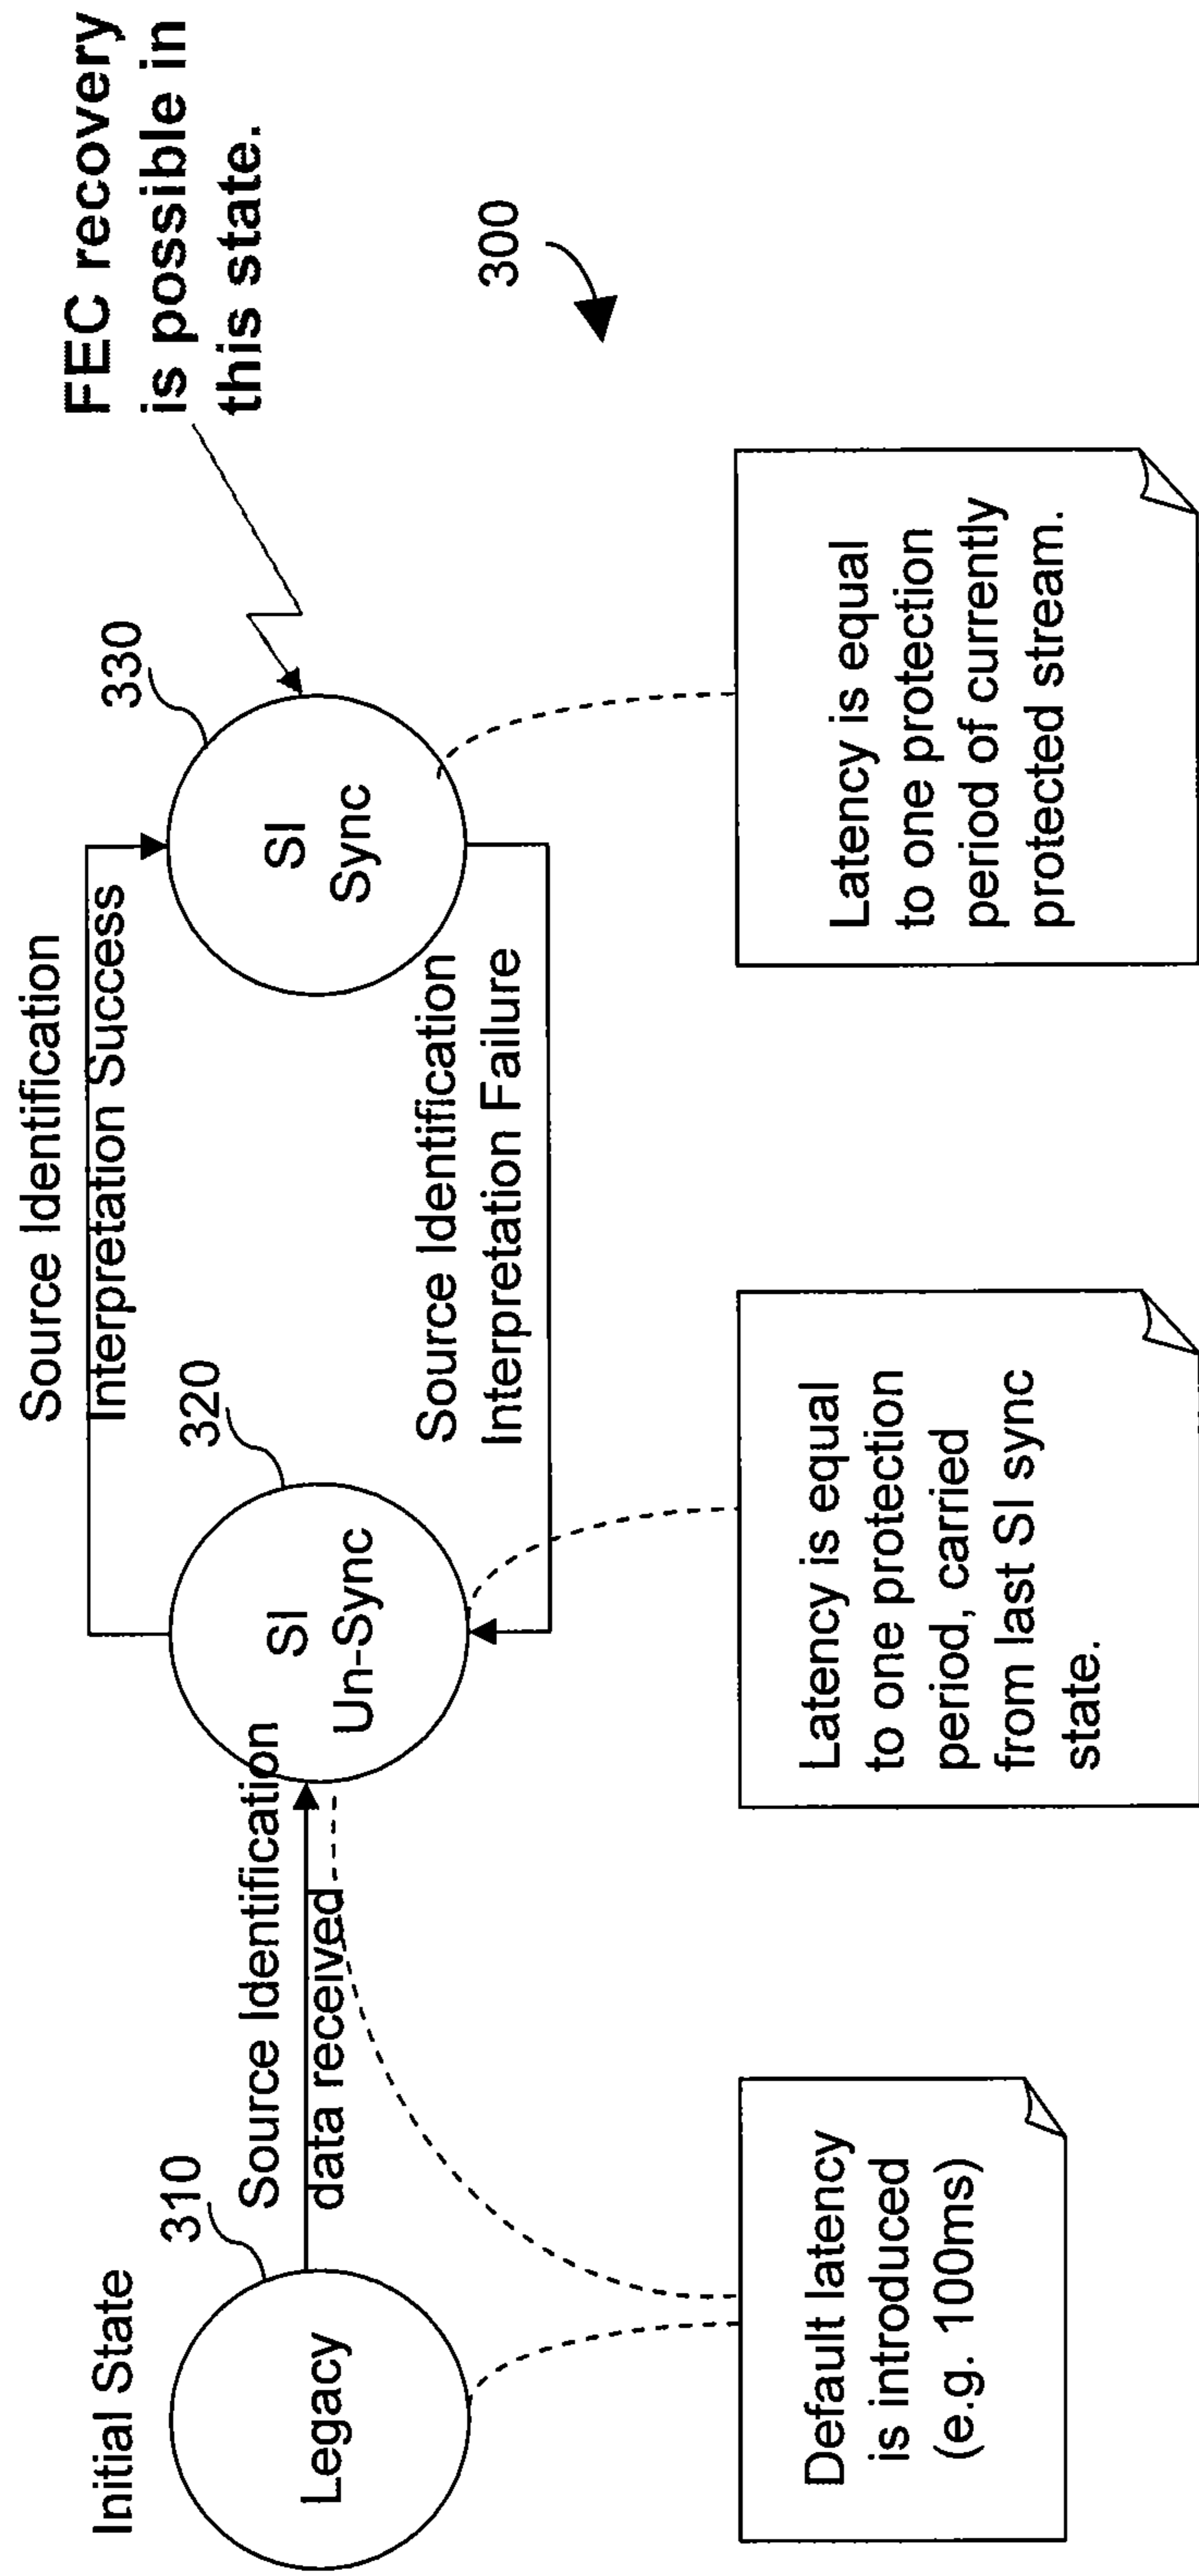 Initial State
310
Legacy
Source Identification
data received
320
SI
Un-Sync
Source Identification
Interpretation Success
Source Identification
Interpretation Failure
330
SI
Sync
FEC recovery
is possible in
this state.
300
Default latency
is introduced
(e.g. 100ms)
Latency is equal
to one protection
period, carried
from last SI sync
state.
Latency is equal
to one protection
period of currently
protected stream.